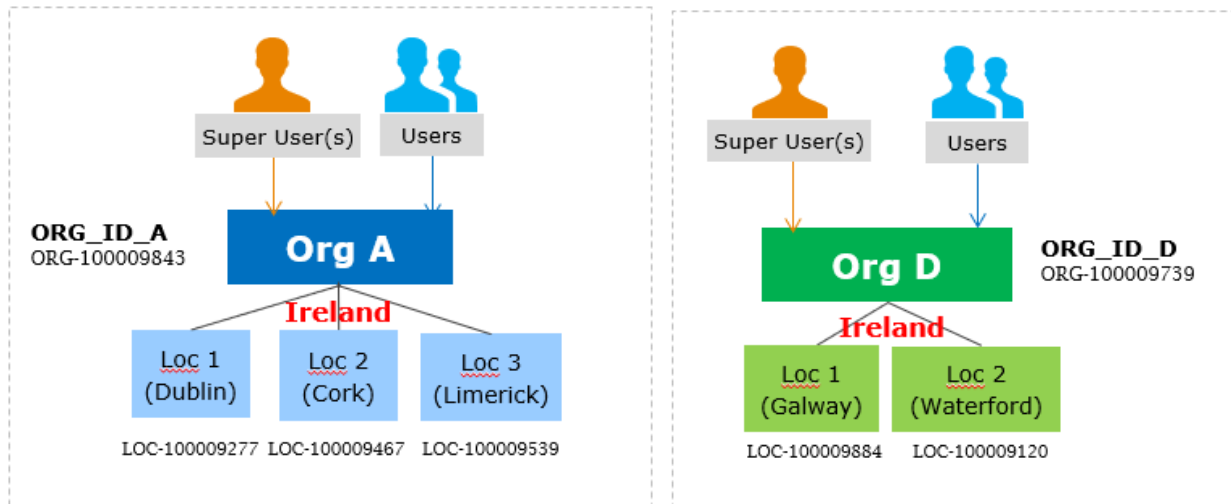 Super User(s)
Users
ORG_ID_A
ORG-100009843
Org A
Ireland
Loc 1
(Dublin)
Loc 2
(Cork)
Loc 3
(Limerick)
LOC-100009277
LOC-100009467
LOC-100009539
Super User(s)
Users
Org D
ORG_ID_D
ORG-100009739
Ireland
Loc 1
(Galway)
Loc 2
(Waterford)
LOC-100009884
LOC-100009120